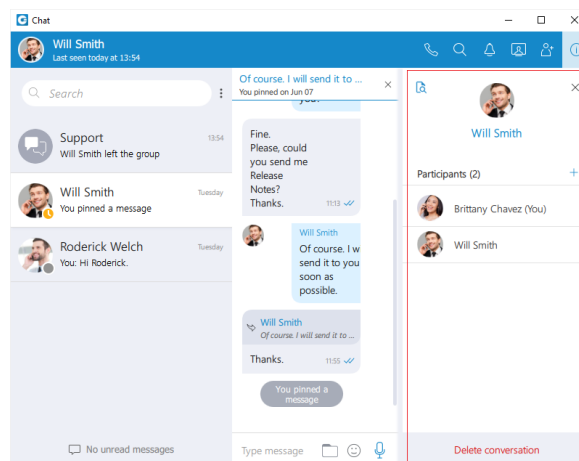 Chat
Will Smith
Last seen today at 13:54
Search
Support
13:54
Will Smith left the group
Will Smith
Tuesday
You pinned a message
Roderick Welch
Tuesday
You: Hi Roderick.
No unread messages
Of course. I will send it to ...
You pinned on Jun 07
Fine.
Please, could
you send me
Release
Notes?
Thanks.
11:13
Will Smith
Of course. I w
send it to you
soon as
possible.
Will Smith
Of course. I will send it to ...
Thanks.
11:55
You pinned a
message
Type message
Will Smith
Participants (2)
Brittany Chavez (You)
Will Smith
Delete conversation